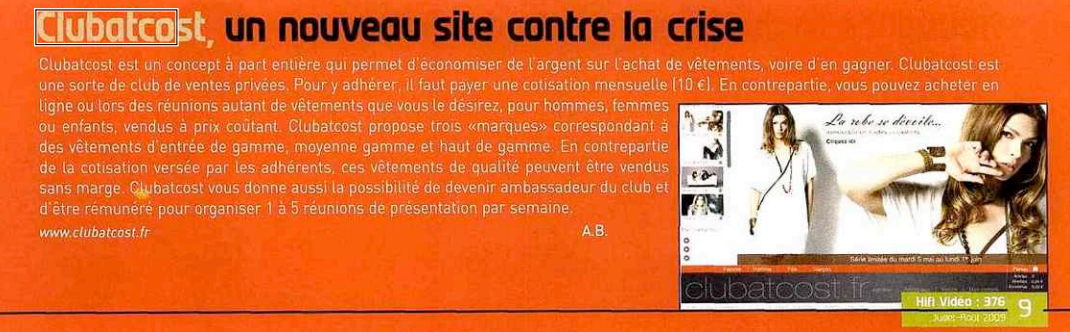 Clubatcost, un nouveau site contre la crise
Clubatcost est un concept à part entière qui permet d'économiser de l'argent sur l'achat de vêtements, voire d'en gagner. Clubatcost est
une sorte de club de ventes privées. Pour y adhérer, il faut payer une cotisation mensuelle (10 €). En contrepartie, vous pouvez acheter en
ligne ou lors des réunions autant de vêtements que vous le désirez, pour hommes, femmes
ou enfants, vendus à prix coûtant. Clubatcost propose trois «marques» correspondant à
des vêtements d'entrée de gamme, moyenne gamme et haut de gamme. En contrepartie
de la cotisation versée par les adhérents, ces vêtements de qualité peuvent être vendus
sans marge. Clubatcost vous donne aussi la possibilité de devenir ambassadeur du club et
d'être rémunéré pour organiser 1 à 5 réunions de présentation par semaine.
www.clubatcost.fr A.B.
La robe se dévoile...
Cliquez ici
Série limitée du mardi 5 mai au lundi 1er juin
clubatcost.fr
Hifi Vidéo : 376
Juillet-Août 2009
9